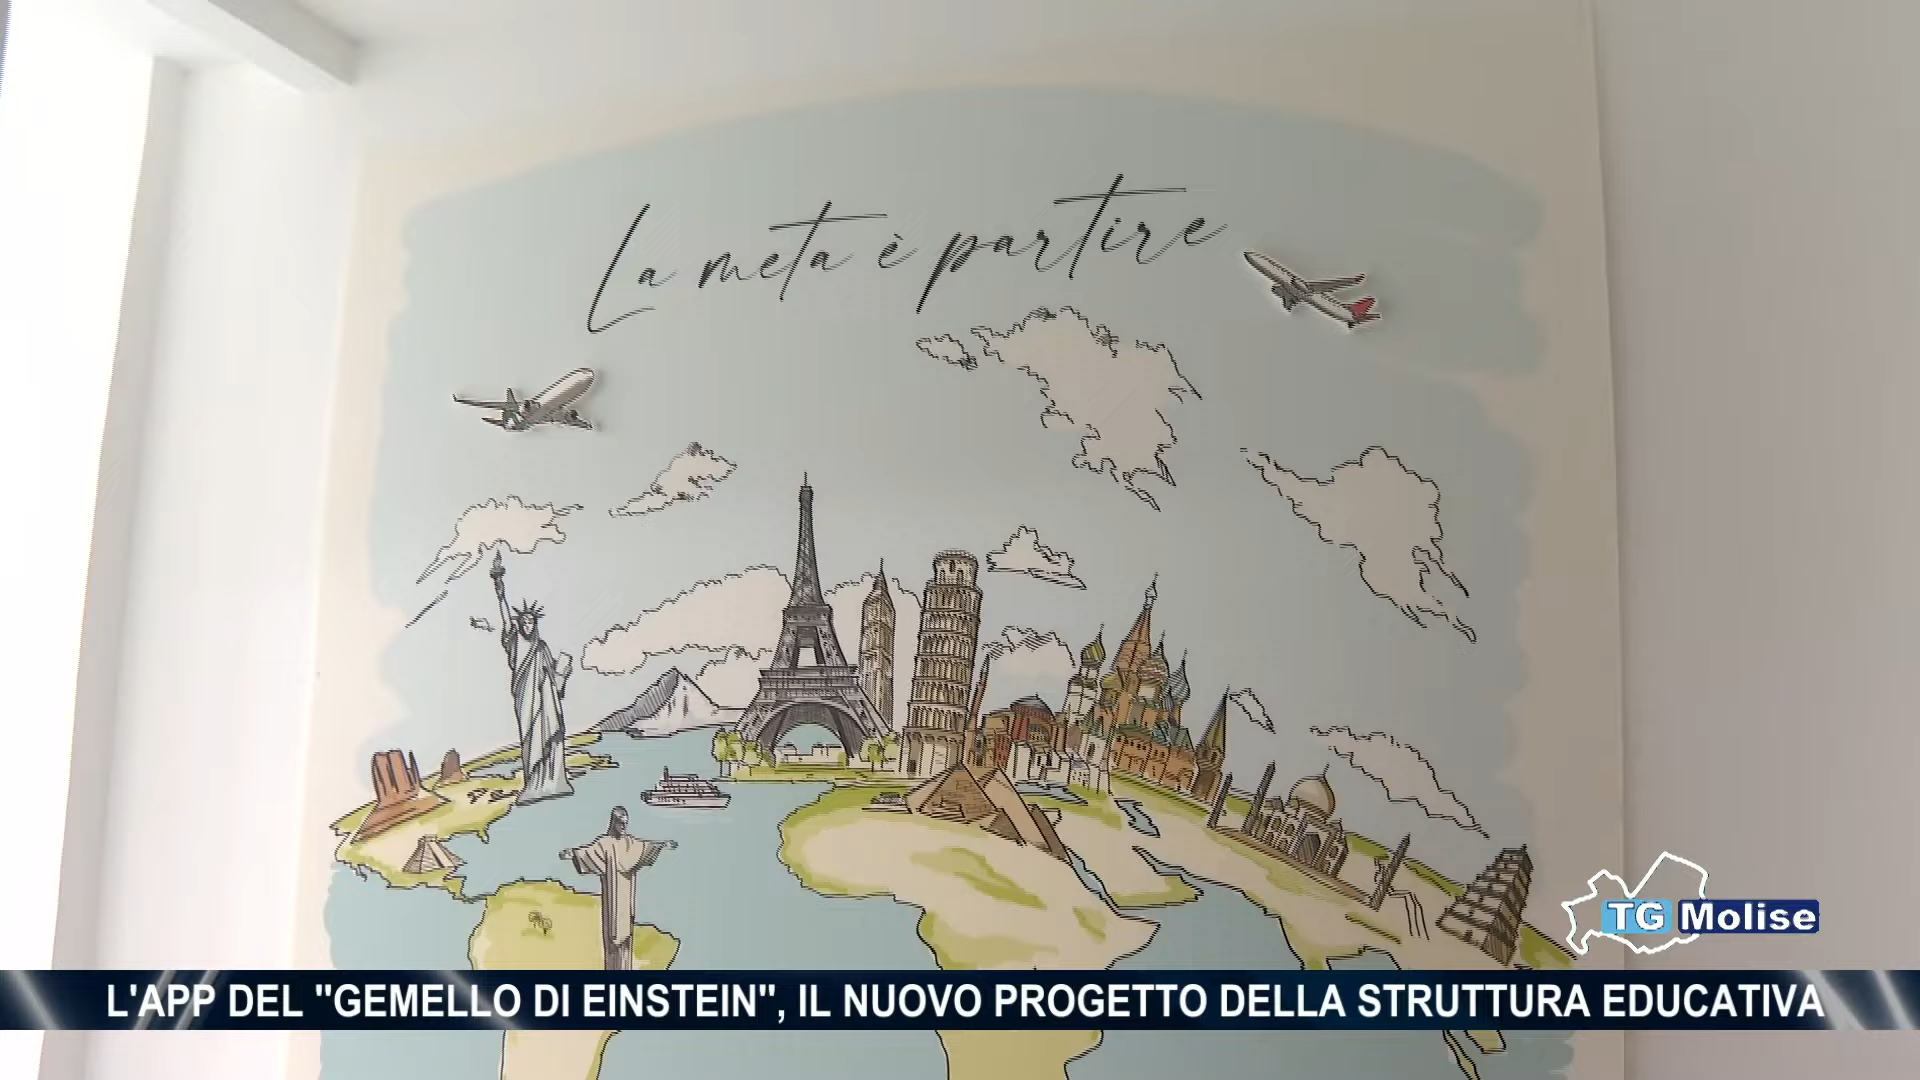 La meta è partire
TG Molise
L'APP DEL "GEMELLO DI EINSTEIN", IL NUOVO PROGETTO DELLA STRUTTURA EDUCATIVA